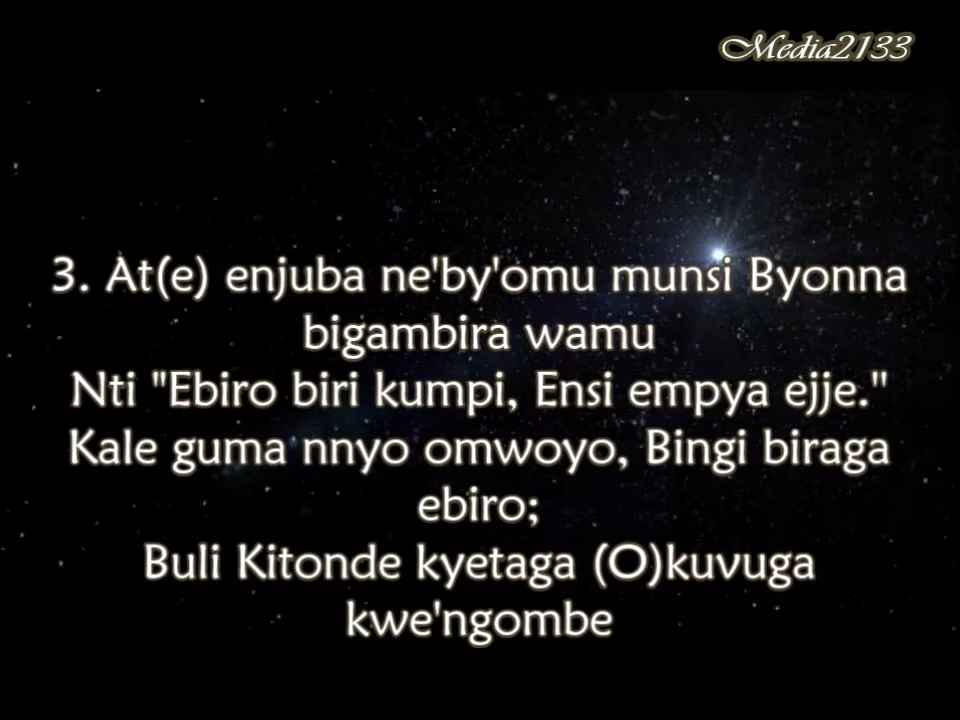 Media2133
3. At(e) enjuba ne'by'omu munsi Byonna
bigambira wamu
Nti "Ebiro biri kumpi, Ensi empya ejje."
Kale guma nnyo omwoyo, Bingi biraga
ebiro;
Buli Kitonde kyetaga (O)kuvuga
kwe'ngombe